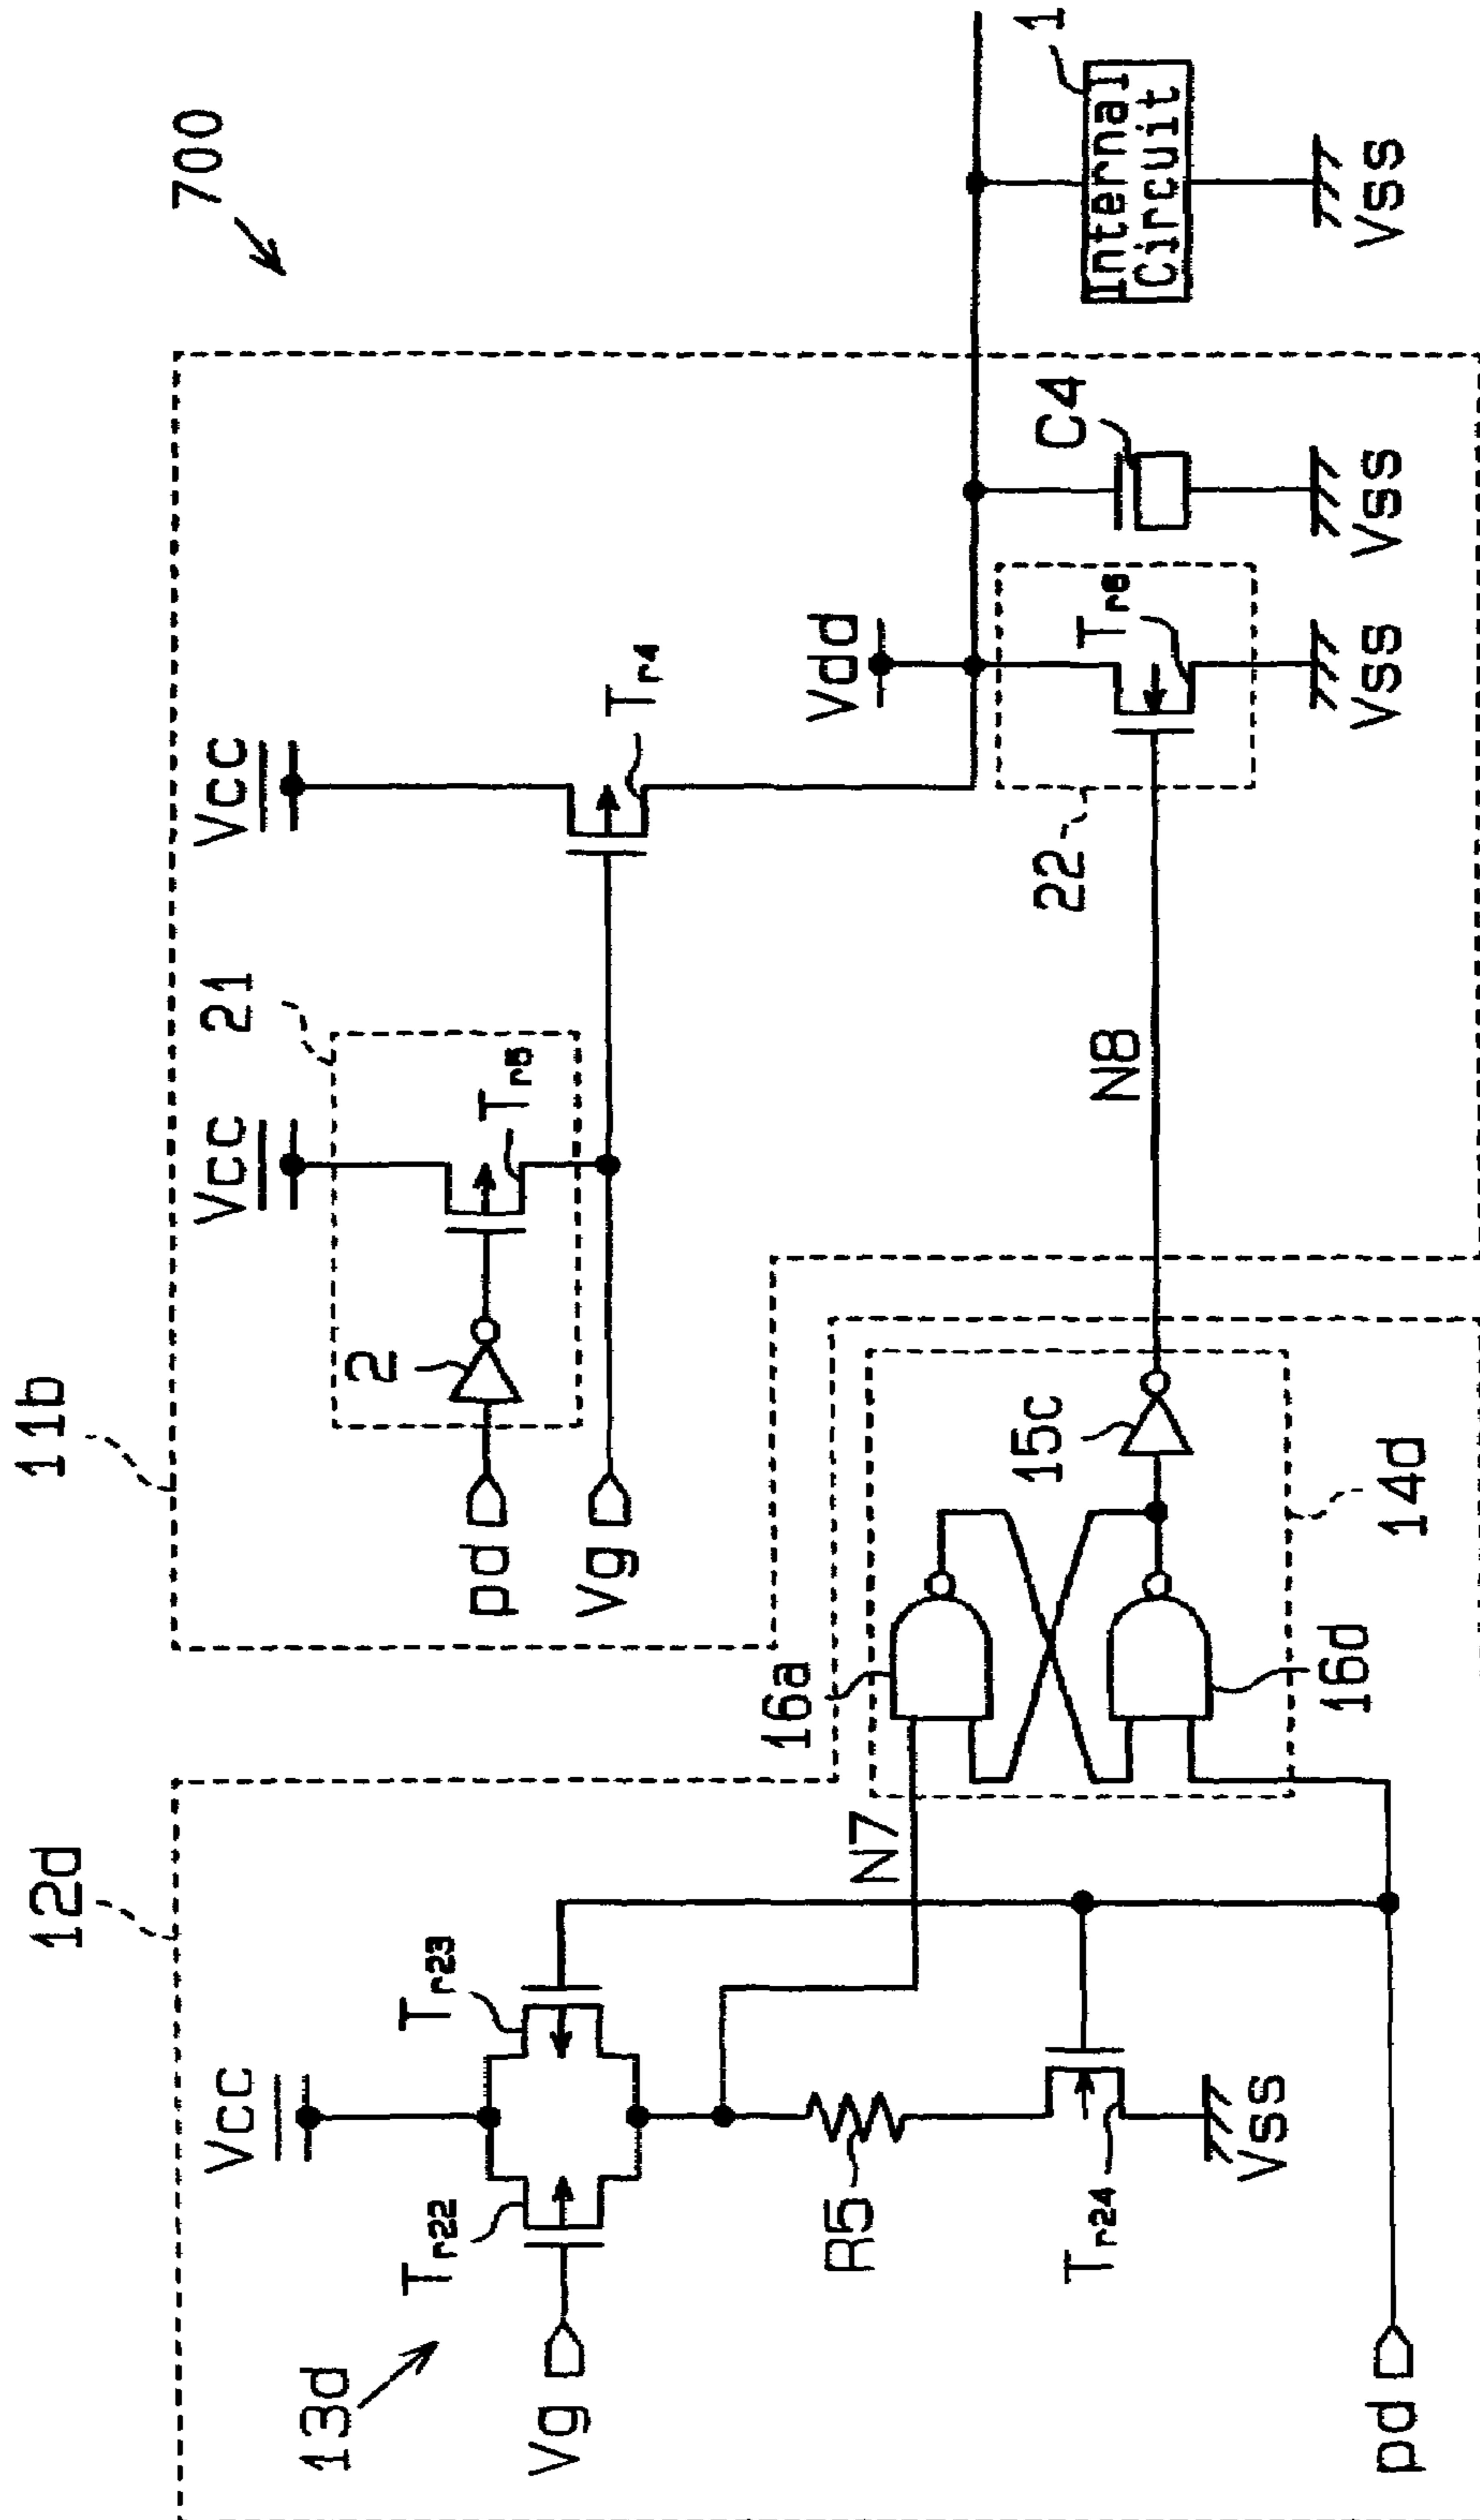 700
11b
Vcc
21
Vcc
2
Tr5
Tr4
pd
Vg
Vdd
1
Internal
Circuit
Vss
C4
Vss
22
Tr6
Vss
N8
12d
13d
Vcc
Tr22
Tr23
Vg
N7
R5
Tr24
Vss
pd
16a
16d
15c
14d